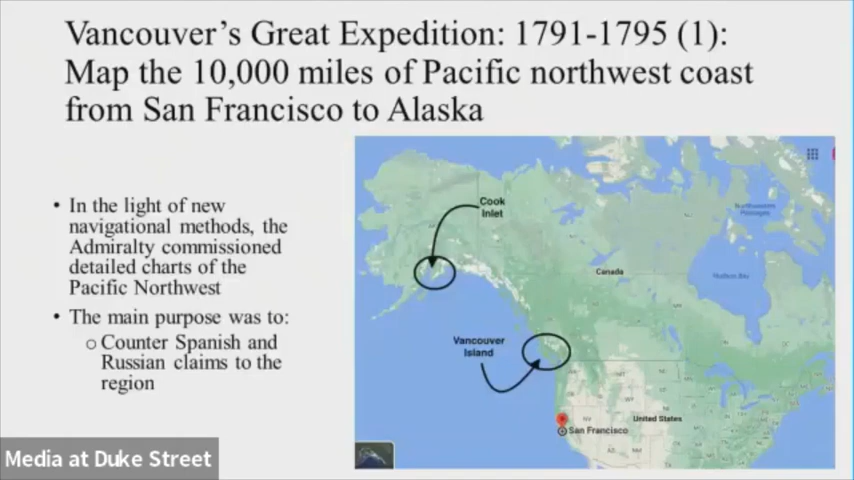 Vancouver's Great Expedition: 1791-1795 (1):
Map the 10,000 miles of Pacific northwest coast
from San Francisco to Alaska
• In the light of new
navigational methods, the
Admiralty commissioned
detailed charts of the
Pacific Northwest
• The main purpose was to:
o Counter Spanish and
Russian claims to the
region
Cook
Inlet
Northwestern
Passages
Hudson Bay
Canada
Vancouver
Island
United States
San Francisco
Media at Duke Street